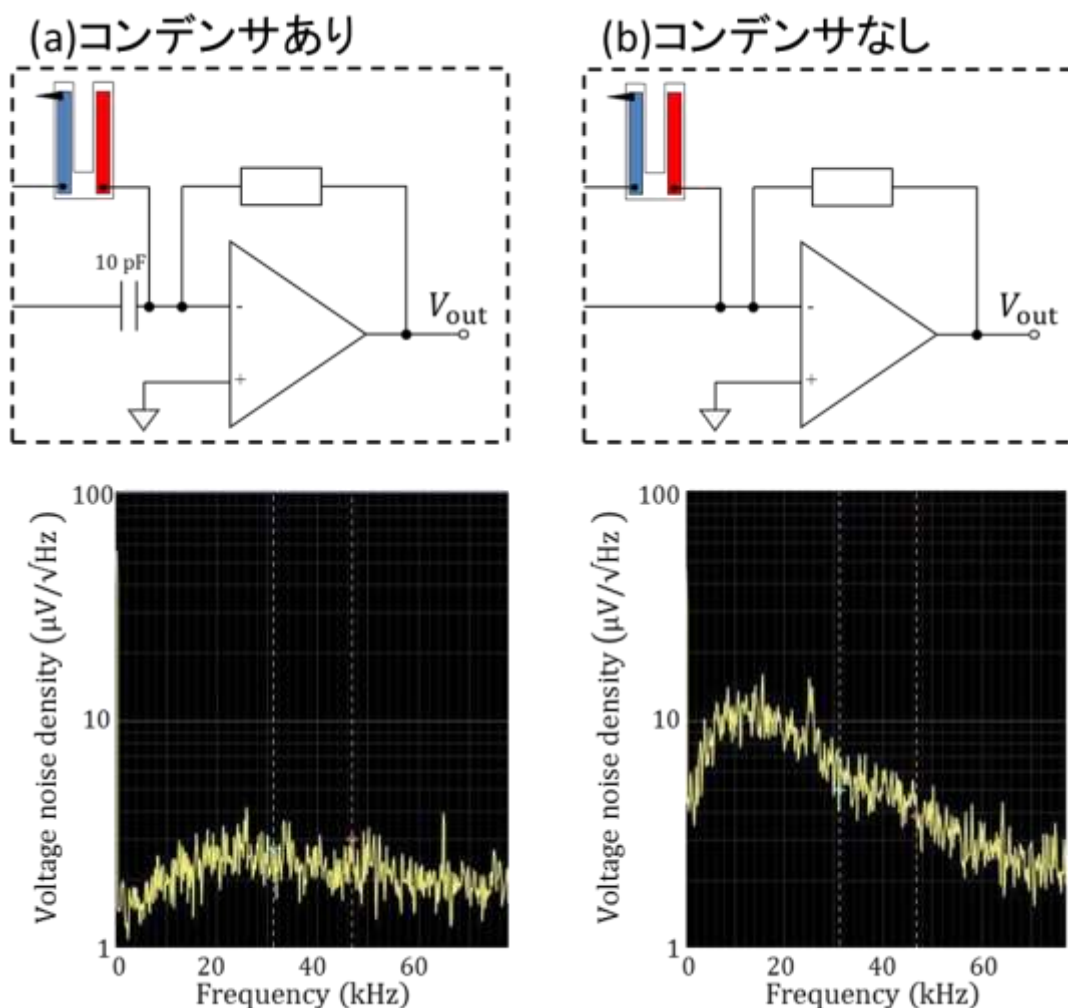 (a)コンデンサあり
(b)コンデンサなし
10 pF
-
+
Vout
-
+
Vout
Voltage noise density (μV/√Hz )
100
10
1
0 20 40 60
Frequency (kHz)
Voltage noise density (μV/√Hz )
100
10
1
0 20 40 60
Frequency (kHz)